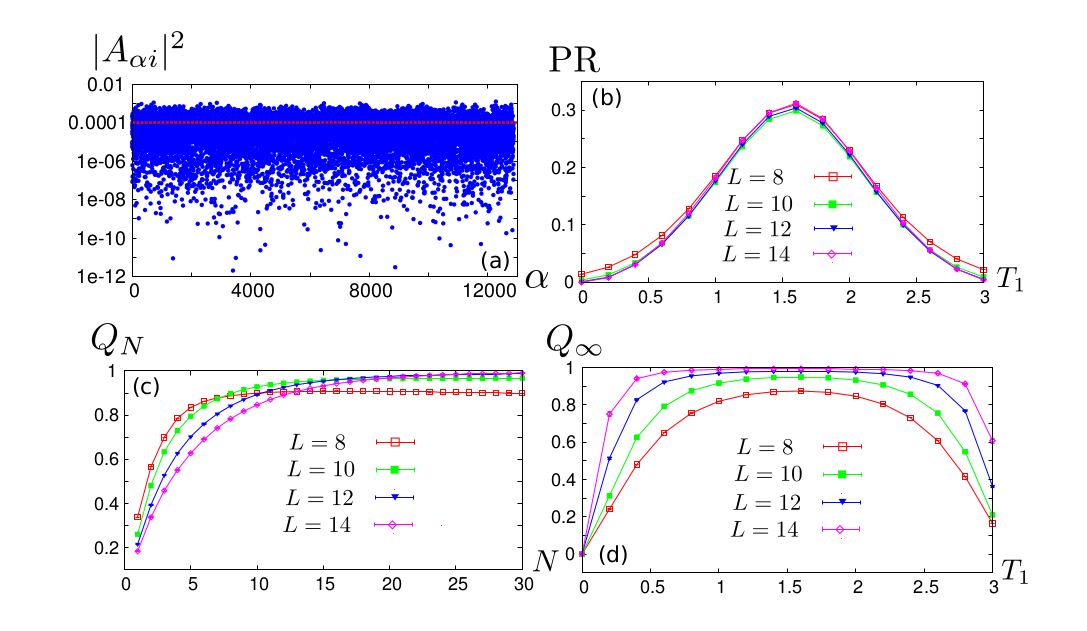 |A_{αi}|^2
0.01
0.0001
1e-06
1e-08
1e-10
1e-12
0 4000 8000 12000
α
(a)
PR
0.3
0.2
0.1
0
(b)
L = 8
L = 10
L = 12
L = 14
0 0.5 1 1.5 2 2.5 3
T_1
Q_N
1
0.8
0.6
0.4
0.2
(c)
L = 8
L = 10
L = 12
L = 14
0 5 10 15 20 25 30
N
Q_∞
1
0.8
0.6
0.4
0.2
0
(d)
L = 8
L = 10
L = 12
L = 14
0 0.5 1 1.5 2 2.5 3
T_1